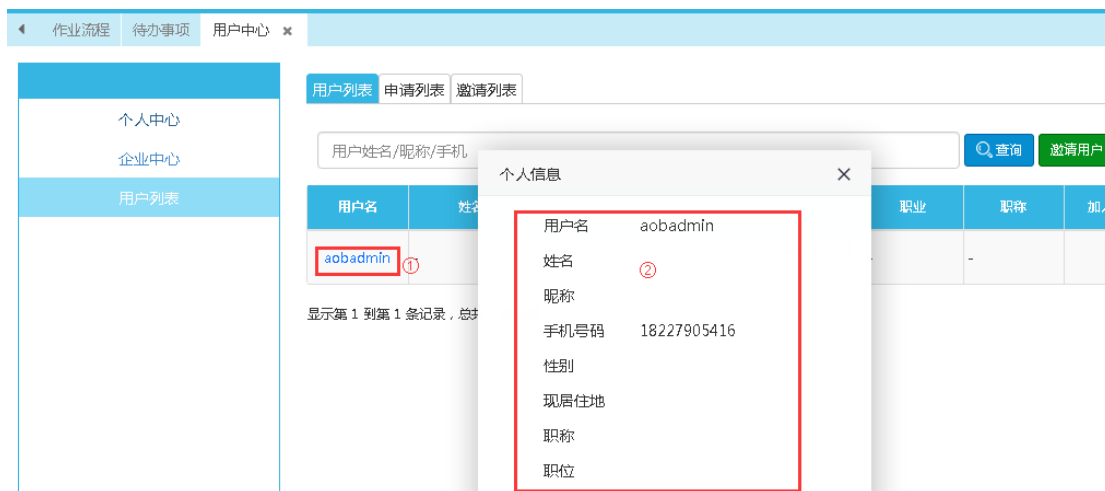 作业流程 待办事项 用户中心
用户列表 申请列表 邀请列表
个人中心
企业中心
用户列表
用户姓名/昵称/手机
查询 邀请用户
用户名 职业 职称
aobadmin ① -
显示第 1 到第 1 条记录，总
个人信息
用户名 aobadmin
姓名 ②
昵称
手机号码 18227905416
性别
现居住地
职称
职位